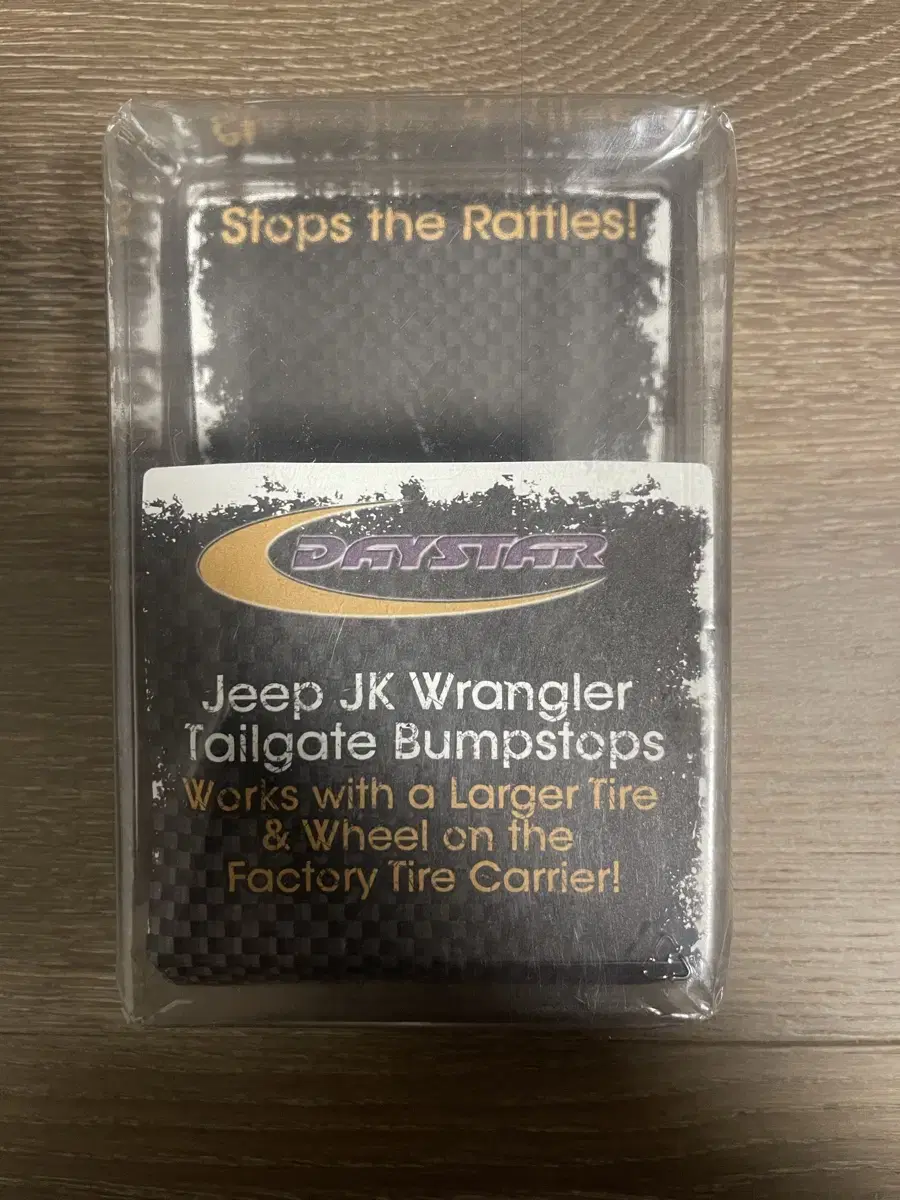 Stops the Rattles!
DAYSTAR
Jeep JK Wrangler
Tailgate Bumpstops
Works with a Larger Tire
& Wheel on the
Factory Tire Carrier!